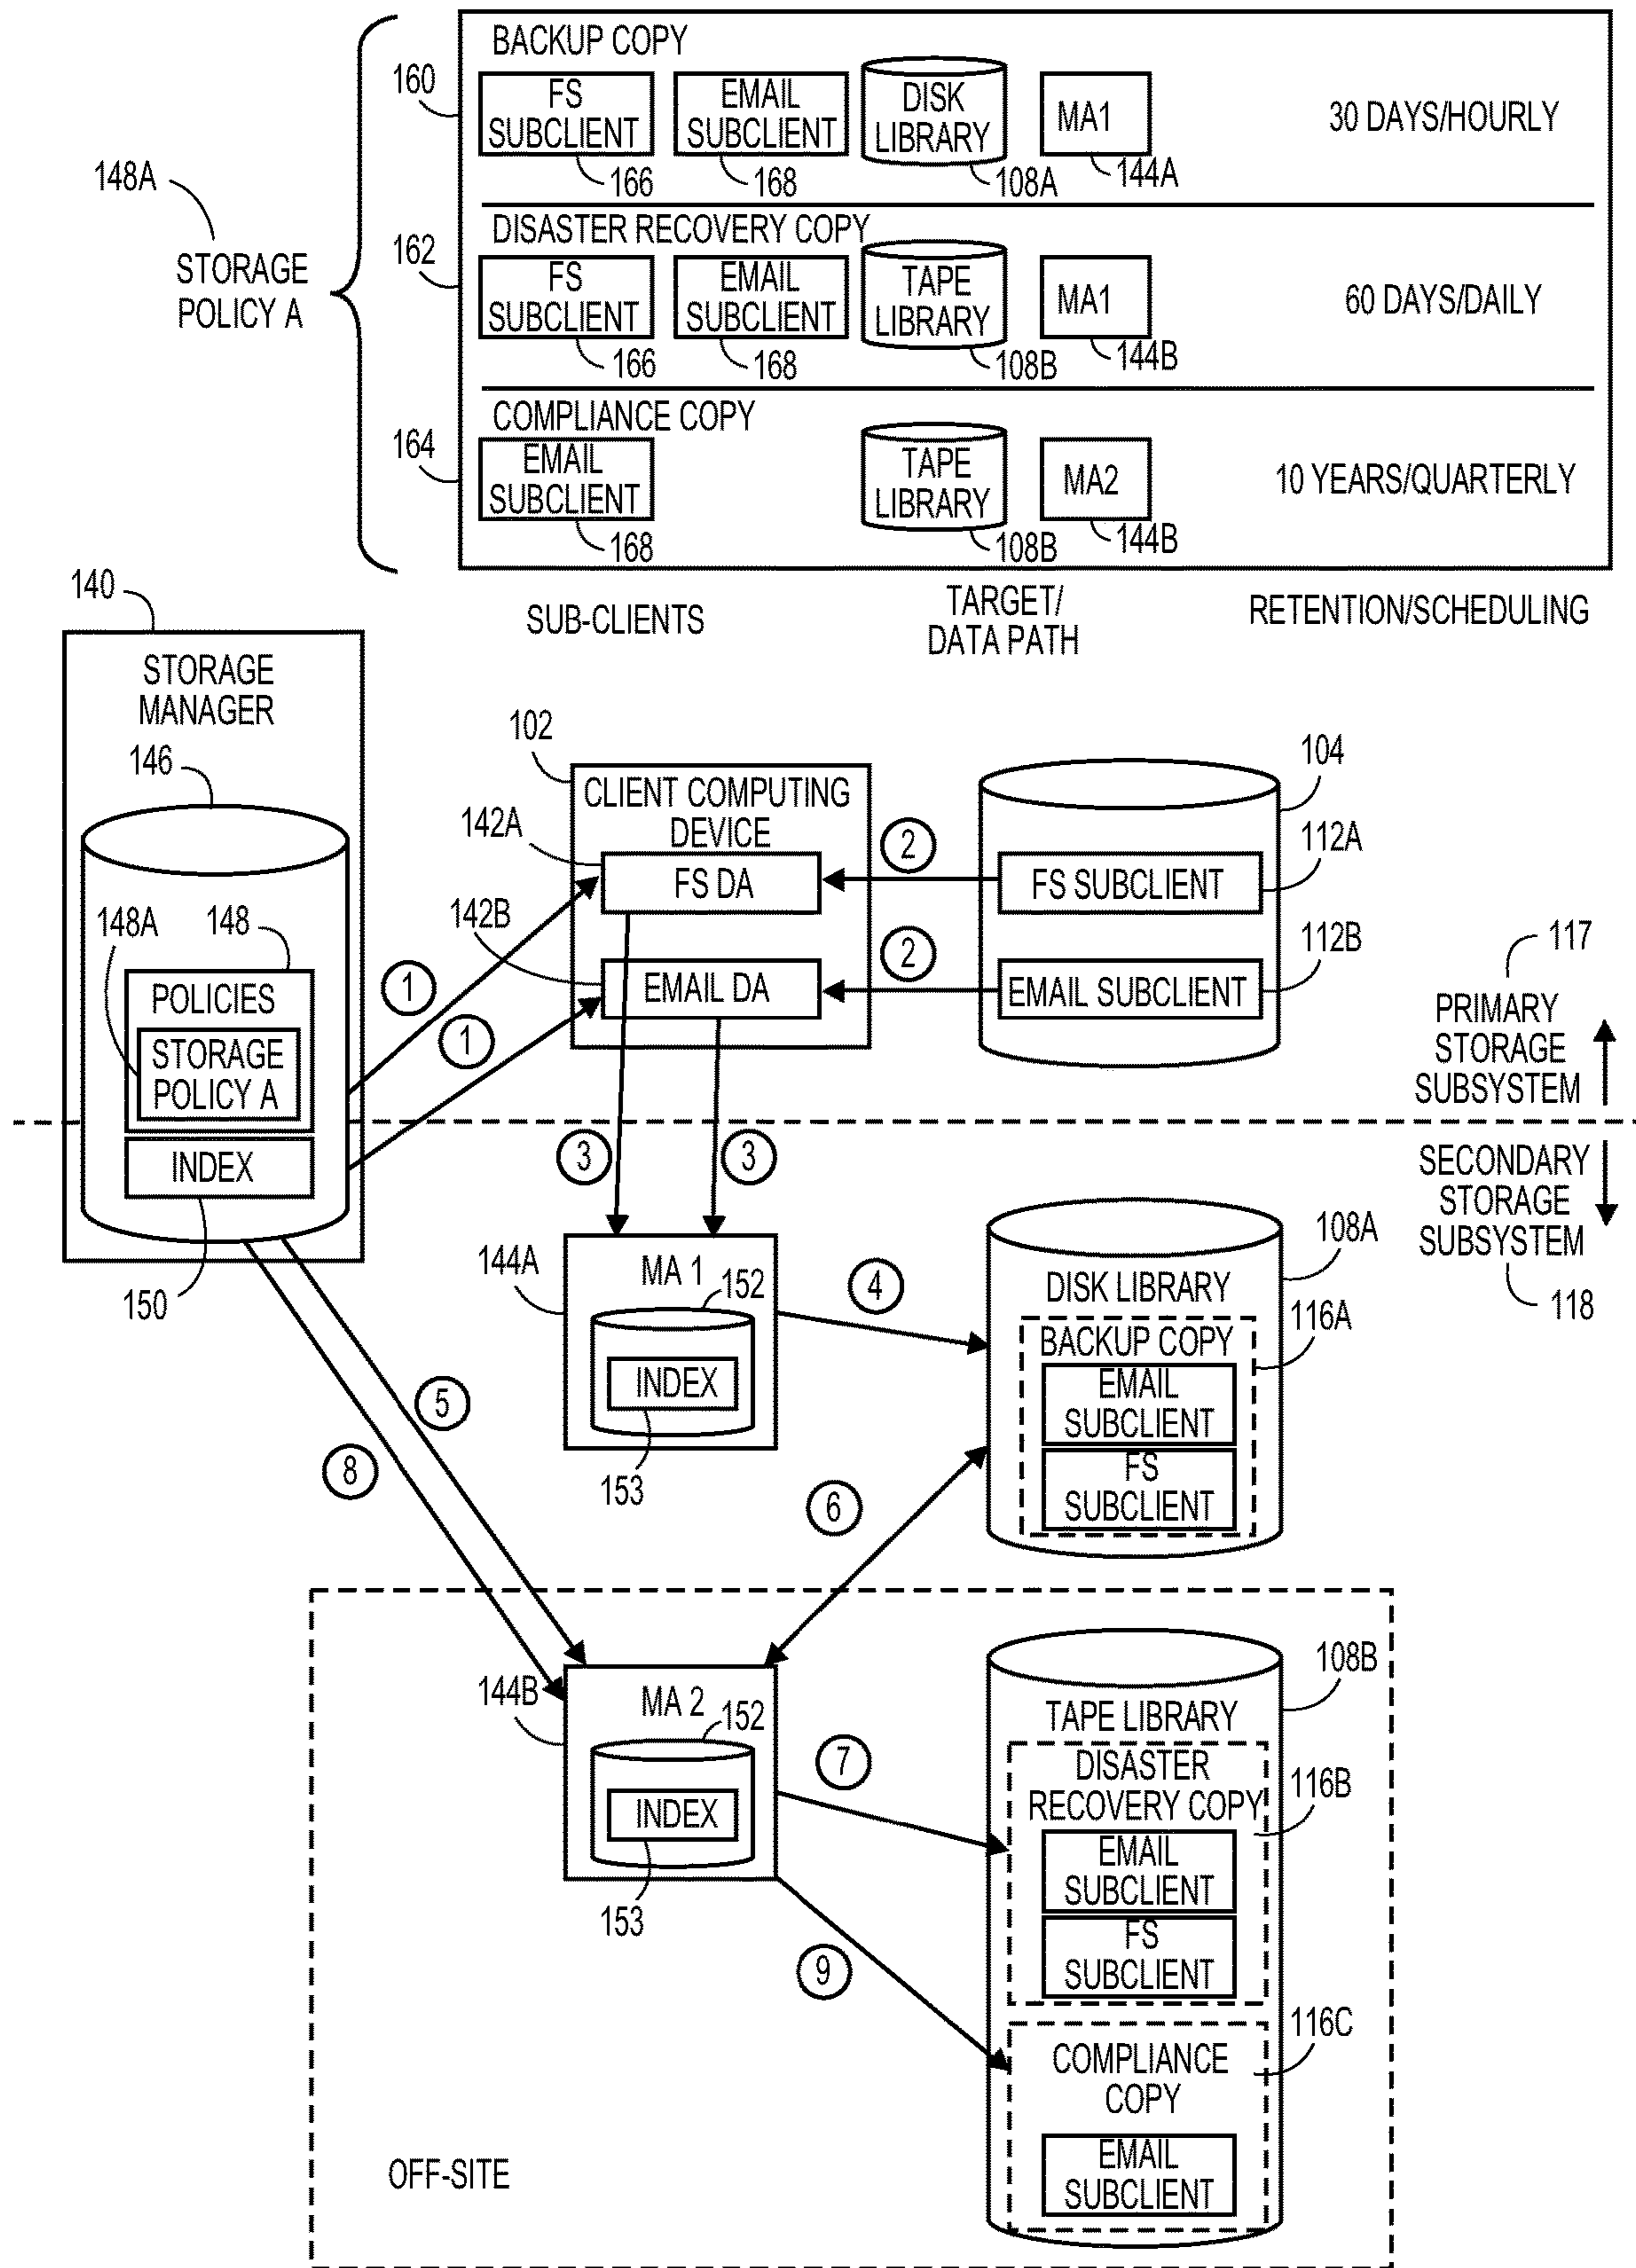 BACKUP COPY
160
FS
SUBCLIENT
166
EMAIL
SUBCLIENT
168
DISK
LIBRARY
108A
MA1
144A
30 DAYS/HOURLY
148A
STORAGE
POLICY A
DISASTER RECOVERY COPY
162
FS
SUBCLIENT
166
EMAIL
SUBCLIENT
168
TAPE
LIBRARY
108B
MA1
144B
60 DAYS/DAILY
COMPLIANCE COPY
164
EMAIL
SUBCLIENT
168
TAPE
LIBRARY
108B
MA2
144B
10 YEARS/QUARTERLY
SUB-CLIENTS
TARGET/
DATA PATH
RETENTION/SCHEDULING
140
STORAGE
MANAGER
146
148A
148
POLICIES
STORAGE
POLICY A
INDEX
150
1
1
102
CLIENT COMPUTING
DEVICE
142A
FS DA
142B
EMAIL DA
2
2
104
FS SUBCLIENT
112A
EMAIL SUBCLIENT
112B
117
PRIMARY
STORAGE
SUBSYSTEM
SECONDARY
STORAGE
SUBSYSTEM
118
3
3
144A
MA 1
152
INDEX
153
4
108A
DISK LIBRARY
116A
BACKUP COPY
EMAIL
SUBCLIENT
FS
SUBCLIENT
5
8
6
144B
MA 2
152
INDEX
153
7
9
108B
TAPE LIBRARY
DISASTER
RECOVERY COPY
116B
EMAIL
SUBCLIENT
FS
SUBCLIENT
116C
COMPLIANCE
COPY
EMAIL
SUBCLIENT
OFF-SITE